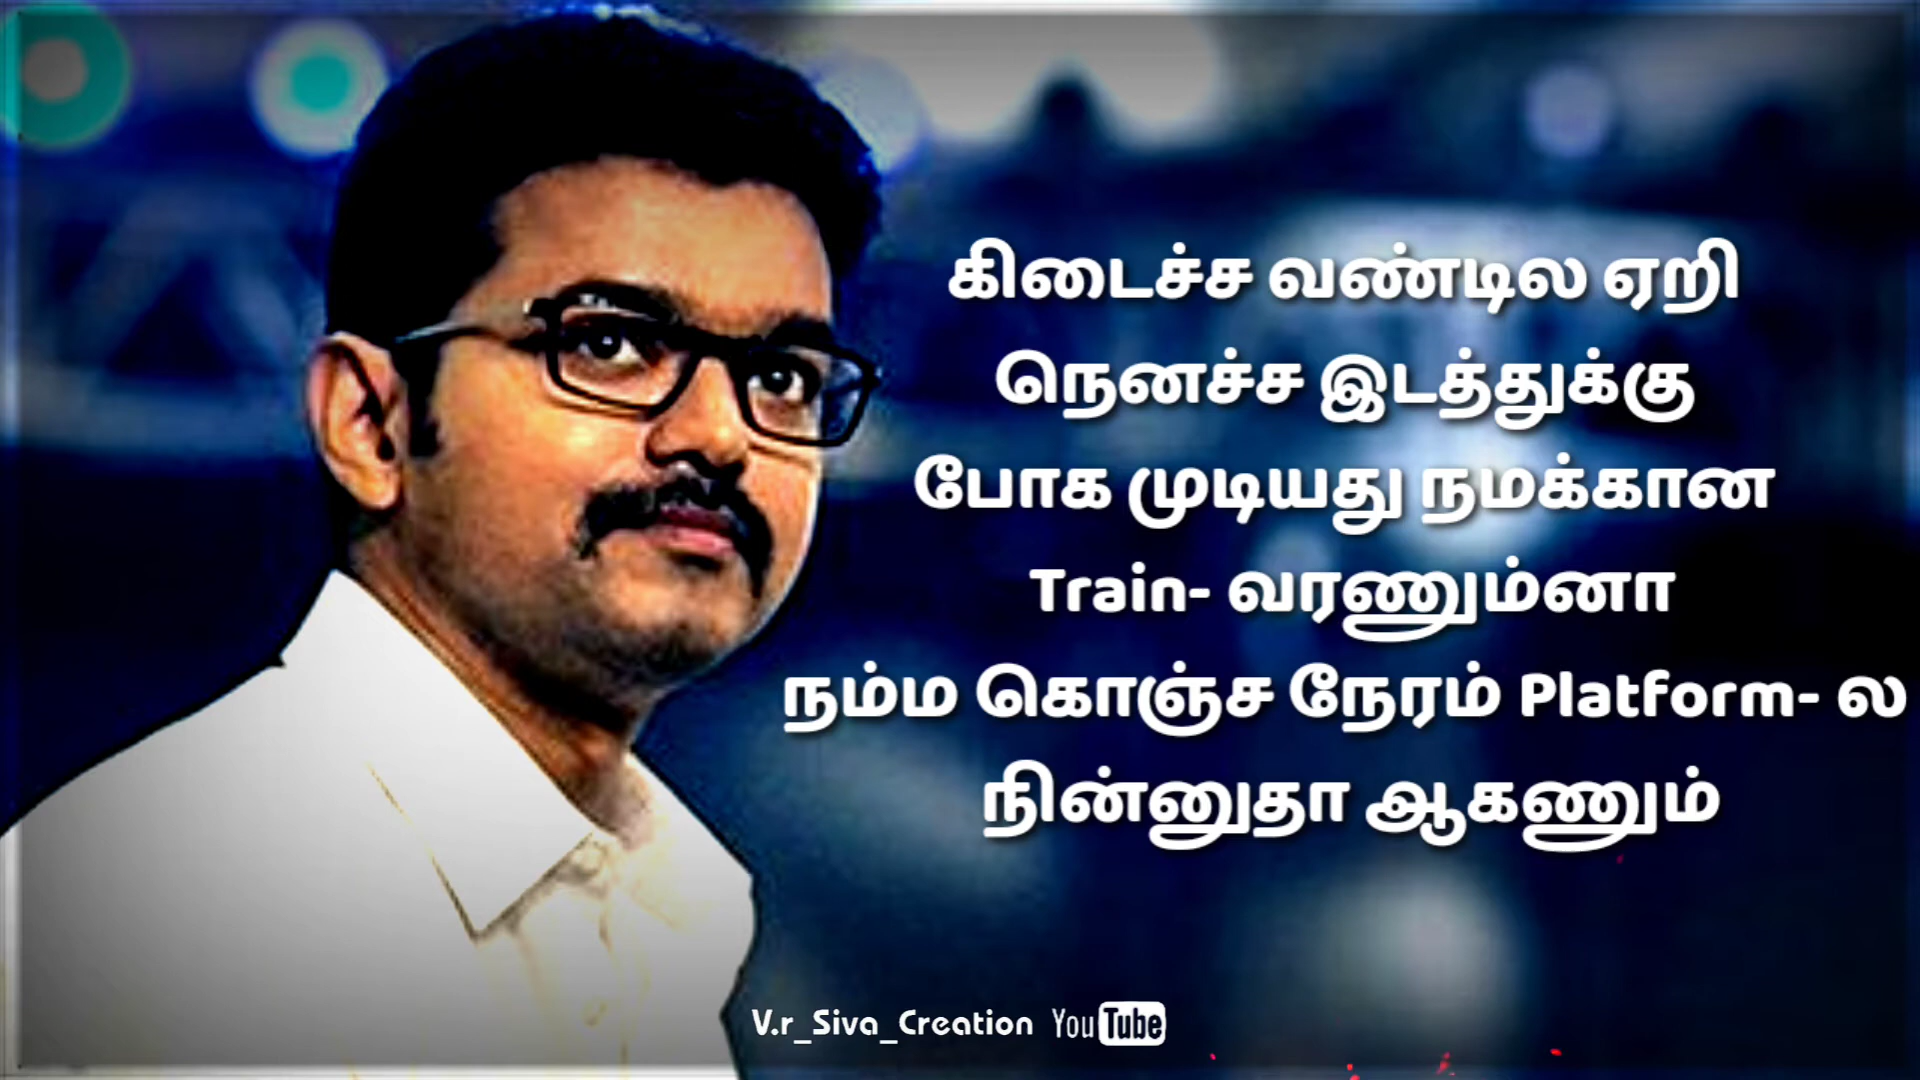 கிடைச்ச வண்டில ஏறி
நெனச்ச இடத்துக்கு
போக முடியது நமக்கான
Train- வரணும்னா
நம்ம கொஞ்ச நேரம் Platform- ல
நின்னுதா ஆகணும்
V.r_Siva_Creation YouTube